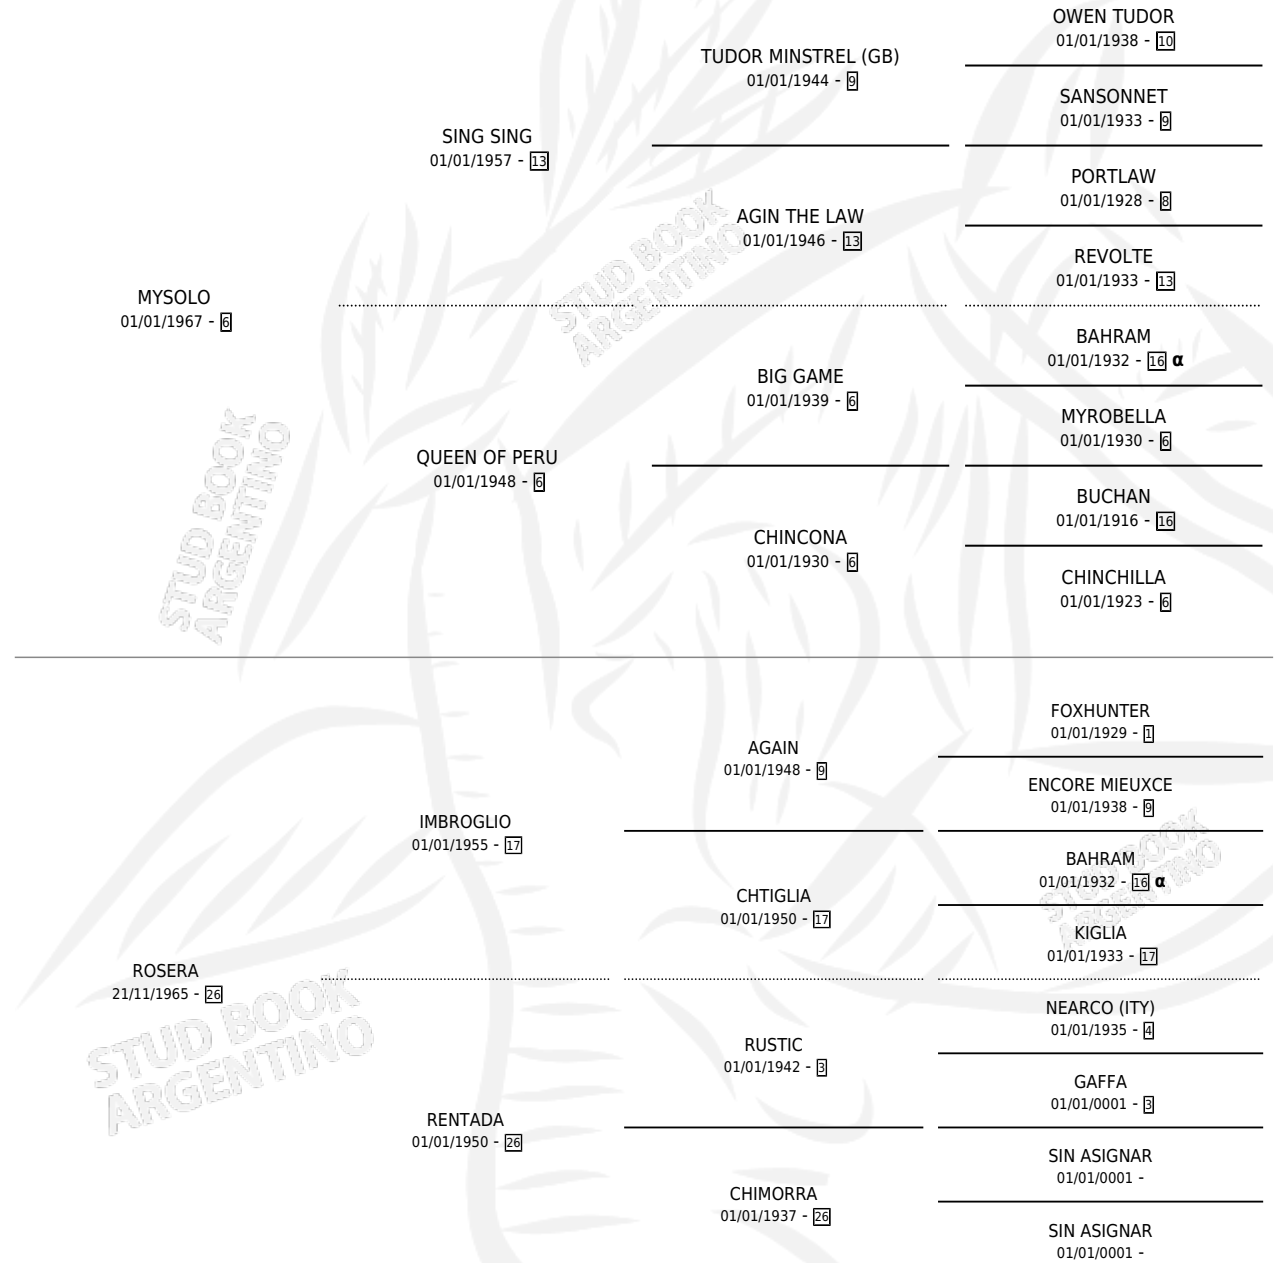 OWEN TUDOR
01/01/1938 - 10
TUDOR MINSTREL (GB)
01/01/1944 - 9
SANSONNET
01/01/1933 - 9
SING SING
01/01/1957 - 13
PORTLAW
01/01/1928 - 8
AGIN THE LAW
01/01/1946 - 13
REVOLTE
01/01/1933 - 13
STUD BOOK
ARGENTINO
MYSOLO
01/01/1967 - 6
BAHRAM
01/01/1932 - 16 α
BIG GAME
01/01/1939 - 6
MYROBELLA
01/01/1930 - 6
QUEEN OF PERU
01/01/1948 - 6
BUCHAN
01/01/1916 - 16
CHINCONA
01/01/1930 - 6
CHINCHILLA
01/01/1923 - 6
STUD BOOK
ARGENTINO
FOXHUNTER
01/01/1929 - 1
AGAIN
01/01/1948 - 9
ENCORE MIEUXCE
01/01/1938 - 9
IMBROGLIO
01/01/1955 - 17
BAHRAM
01/01/1932 - 16 α
STUD BOOK
ARGENTINO
CHTIGLIA
01/01/1950 - 17
KIGLIA
01/01/1933 - 17
ROSERA
21/11/1965 - 26
NEARCO (ITY)
01/01/1935 - 4
RUSTIC
01/01/1942 - 3
GAFFA
01/01/0001 - 3
STUD BOOK
ARGENTINO
RENTADA
01/01/1950 - 26
SIN ASIGNAR
01/01/0001 -
CHIMORRA
01/01/1937 - 26
SIN ASIGNAR
01/01/0001 -